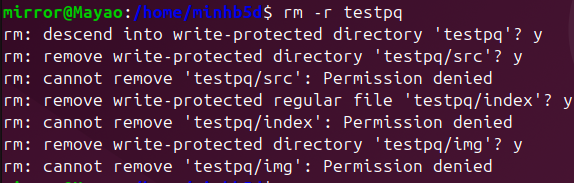 mirror@Mayao:/home/minhb5d$ rm -r testpq
rm: descend into write-protected directory 'testpq'? y
rm: remove write-protected directory 'testpq/src'? y
rm: cannot remove 'testpq/src': Permission denied
rm: remove write-protected regular file 'testpq/index'? y
rm: cannot remove 'testpq/index': Permission denied
rm: remove write-protected directory 'testpq/img'? y
rm: cannot remove 'testpq/img': Permission denied